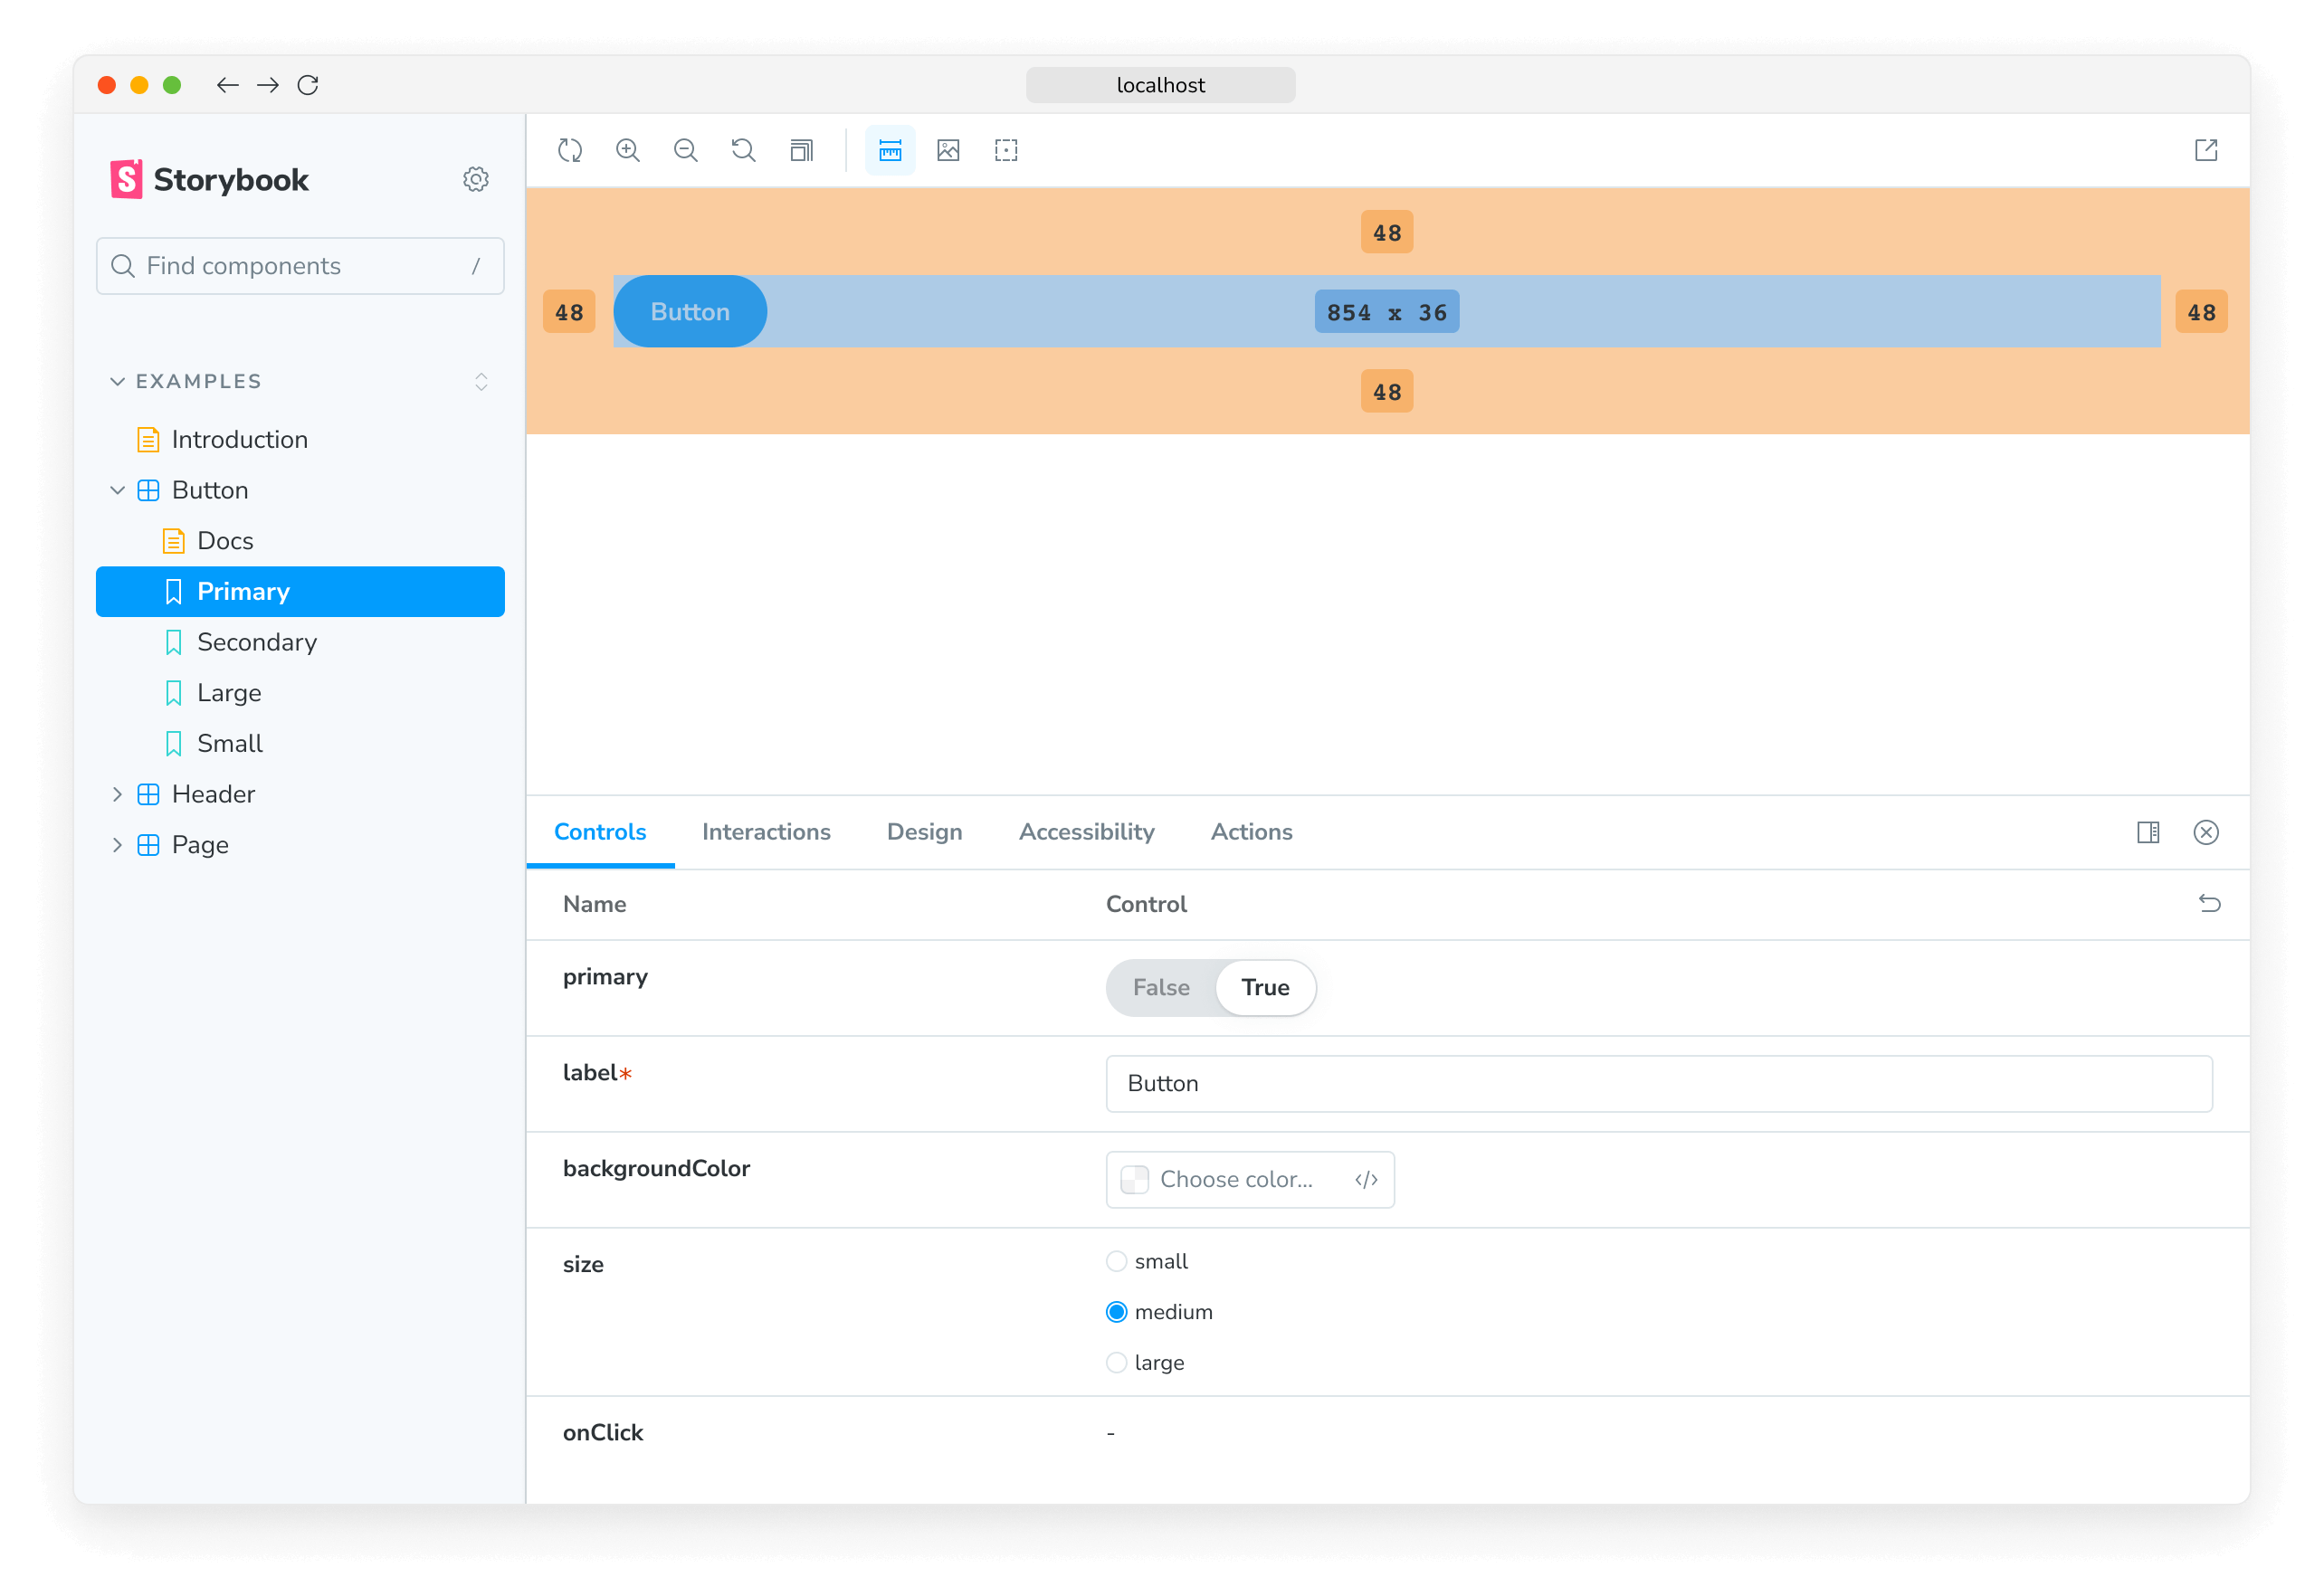 localhost
Storybook
Find components /
EXAMPLES
Introduction
Button
Docs
Primary
Secondary
Large
Small
Header
Page
48
48
Button
854 x 36
48
48
Controls Interactions Design Accessibility Actions
Name Control
primary False True
label* Button
backgroundColor Choose color...
size small
medium
large
onClick -